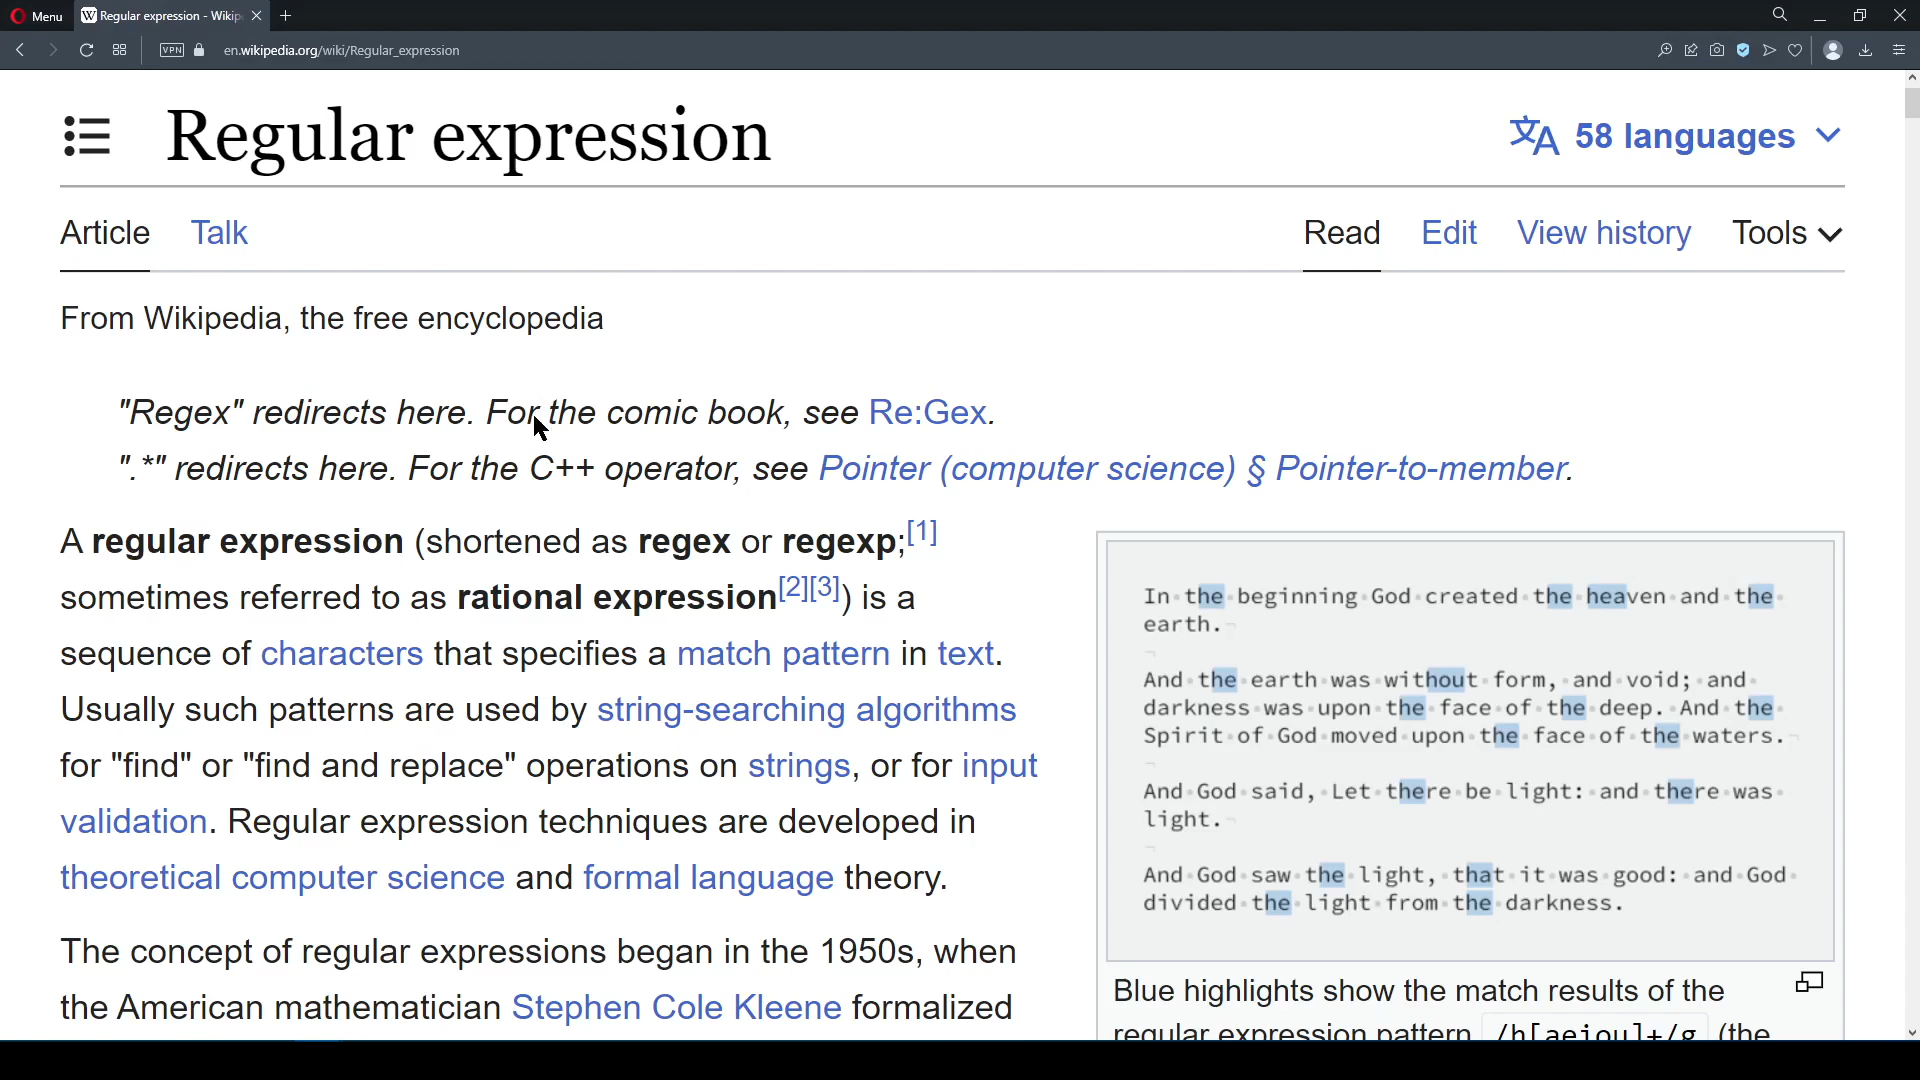 Menu
Regular expression - Wikip
VPN
en.wikipedia.org/wiki/Regular_expression
Regular expression
58 languages
Article Talk Read Edit View history Tools
From Wikipedia, the free encyclopedia
"Regex" redirects here. For the comic book, see Re:Gex.
".*" redirects here. For the C++ operator, see Pointer (computer science) § Pointer-to-member.
A regular expression (shortened as regex or regexp;[1]
sometimes referred to as rational expression[2][3]) is a
sequence of characters that specifies a match pattern in text.
Usually such patterns are used by string-searching algorithms
for "find" or "find and replace" operations on strings, or for input
validation. Regular expression techniques are developed in
theoretical computer science and formal language theory.
The concept of regular expressions began in the 1950s, when
the American mathematician Stephen Cole Kleene formalized
In·the·beginning·God·created·the·heaven·and·the·
earth.¬
¬
And·the·earth·was·without·form,·and·void;·and·
darkness·was·upon·the·face·of·the·deep.·And·the·
Spirit·of·God·moved·upon·the·face·of·the·waters.¬
¬
And·God·said,·Let·there·be·light:·and·there·was·
light.¬
¬
And·God·saw·the·light,·that·it·was·good:·and·God·
divided·the·light·from·the·darkness.
Blue highlights show the match results of the
regular expression pattern /h[aeiou]+/g (the